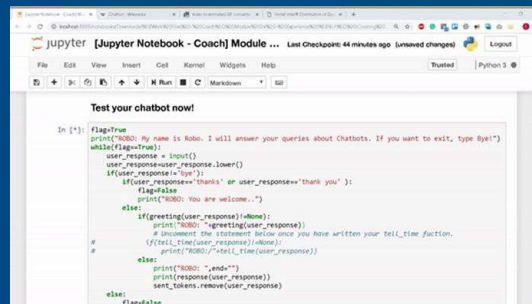 jupyter [Jupyter Notebook - Coach] Module ... Last Checkpoint: 44 minutes ago (unsaved changes) Logout
File Edit View Insert Cell Kernel Widgets Help Trusted Python 3
Run Markdown
Test your chatbot now!
In [*]: flag=True
print("ROBO: My name is Robo. I will answer your queries about Chatbots. If you want to exit, type Bye!")
while(flag==True):
user_response = input()
user_response=user_response.lower()
if(user_response!='bye'):
if(user_response=='thanks' or user_response=='thank you' ):
flag=False
print("ROBO: You are welcome..")
else:
if(greeting(user_response)!=None):
print("ROBO: "+greeting(user_response))
# Uncomment the statement below once you have written your tell_time fuction.
# if(tell_time(user_response)!=None):
# print("ROBO:/"+tell_time(user_response))
else:
print("ROBO: ",end="")
print(response(user_response))
sent_tokens.remove(user_response)
else:
flag=False